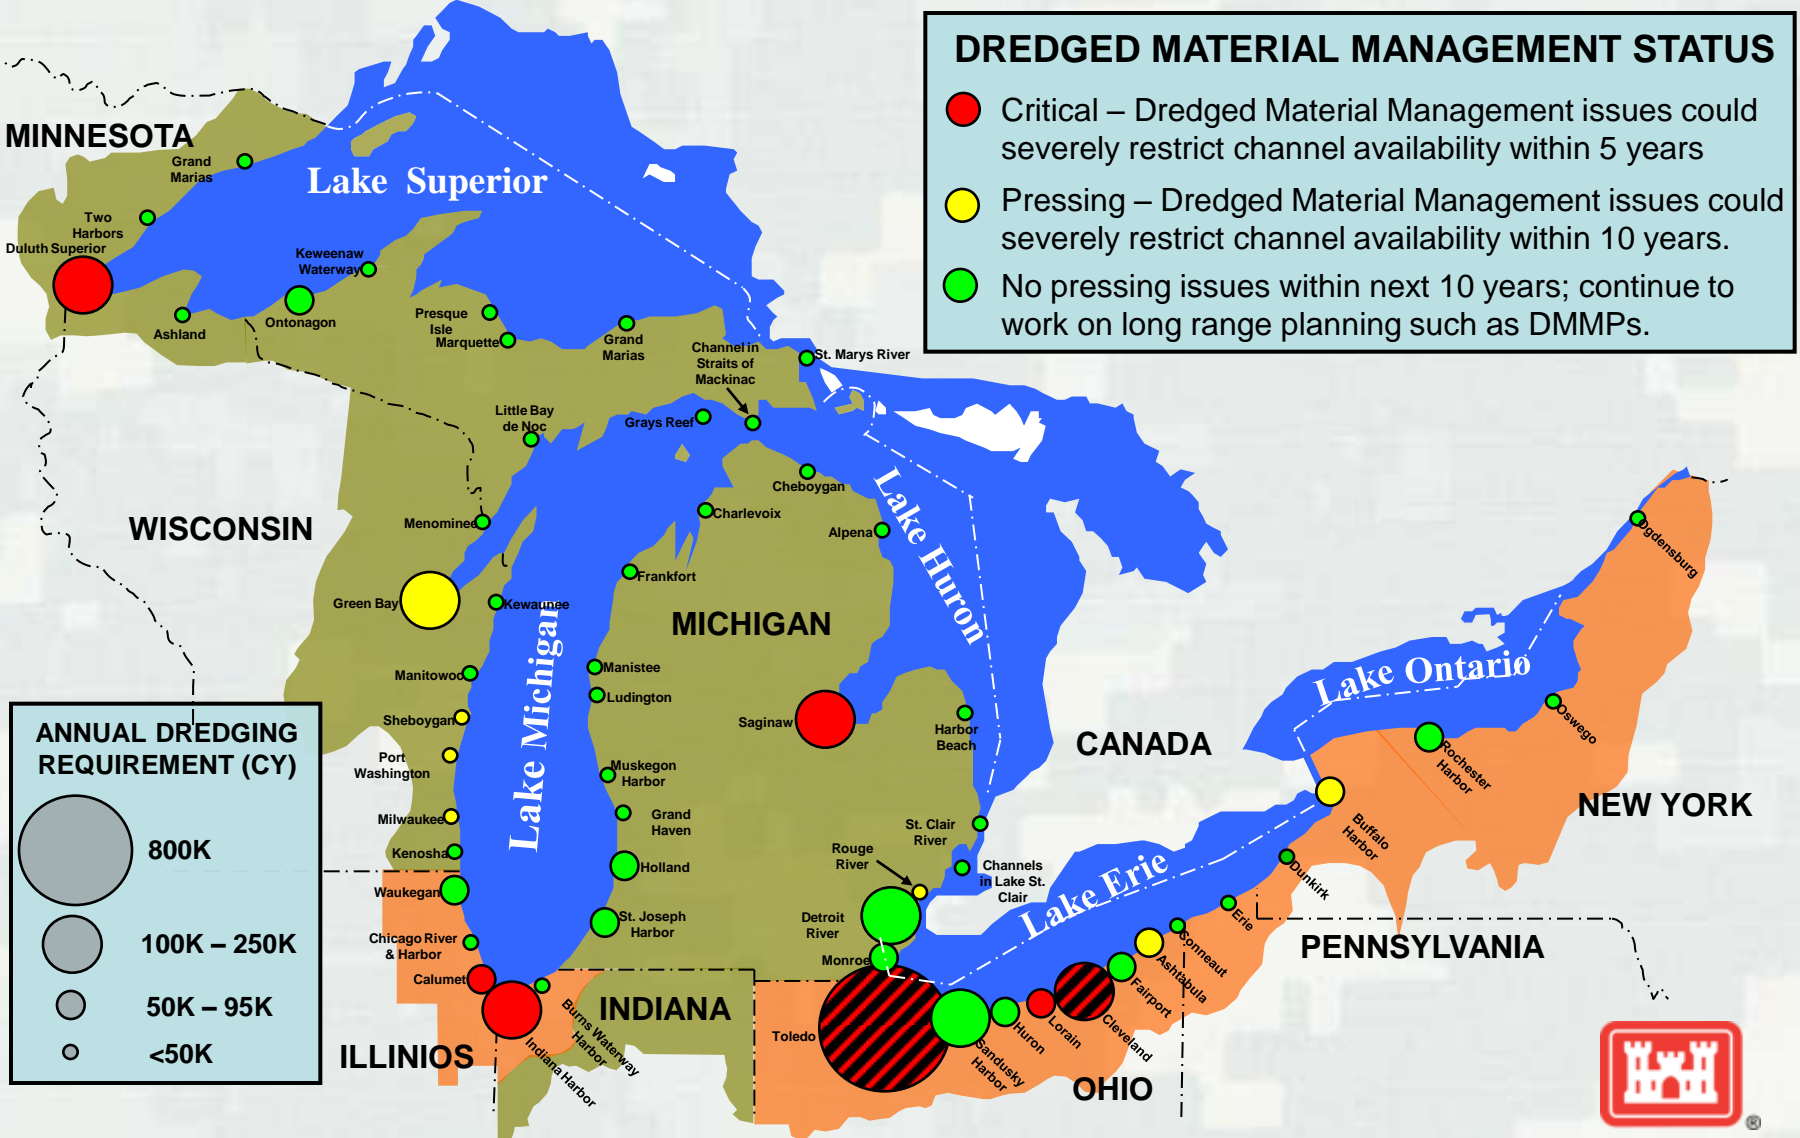 DREDGED MATERIAL MANAGEMENT STATUS
Critical – Dredged Material Management issues could
severely restrict channel availability within 5 years
Pressing – Dredged Material Management issues could
severely restrict channel availability within 10 years.
No pressing issues within next 10 years; continue to
work on long range planning such as DMMPs.
MINNESOTA
Grand
Marias
Lake Superior
Two
Harbors
Duluth Superior
Keweenaw
Waterway
Ashland
Ontonagon
Presque
Isle
Marquette
Grand
Marias
Channel in
Straits of
Mackinac
St. Marys River
Little Bay
de Noc
Grays Reef
Cheboygan
Lake Huron
WISCONSIN
Menominee
Charlevoix
Alpena
Ogdensburg
Frankfort
Green Bay
Kewaunee
MICHIGAN
Lake Michigan
Manitowoc
Manistee
Ludington
Lake Ontario
Sheboygan
Saginaw
Harbor
Beach
CANADA
Oswego
Rochester
Harbor
Port
Washington
Muskegon
Harbor
NEW YORK
Milwaukee
Grand
Haven
St. Clair
River
Buffalo
Harbor
Kenosha
Rouge
River
Holland
Channels
in Lake St.
Clair
Lake Erie
Dunkirk
Waukegan
St. Joseph
Harbor
Detroit
River
Erie
Chicago River
& Harbor
Monroe
Conneaut
PENNSYLVANIA
Calumet
Ashtabula
Fairport
INDIANA
Burns Waterway
Harbor
Indiana Harbor
ILLINIOS
Toledo
Sandusky
Harbor
Huron
Lorain
Cleveland
OHIO
ANNUAL DREDGING
REQUIREMENT (CY)
800K
100K – 250K
50K – 95K
<50K
®